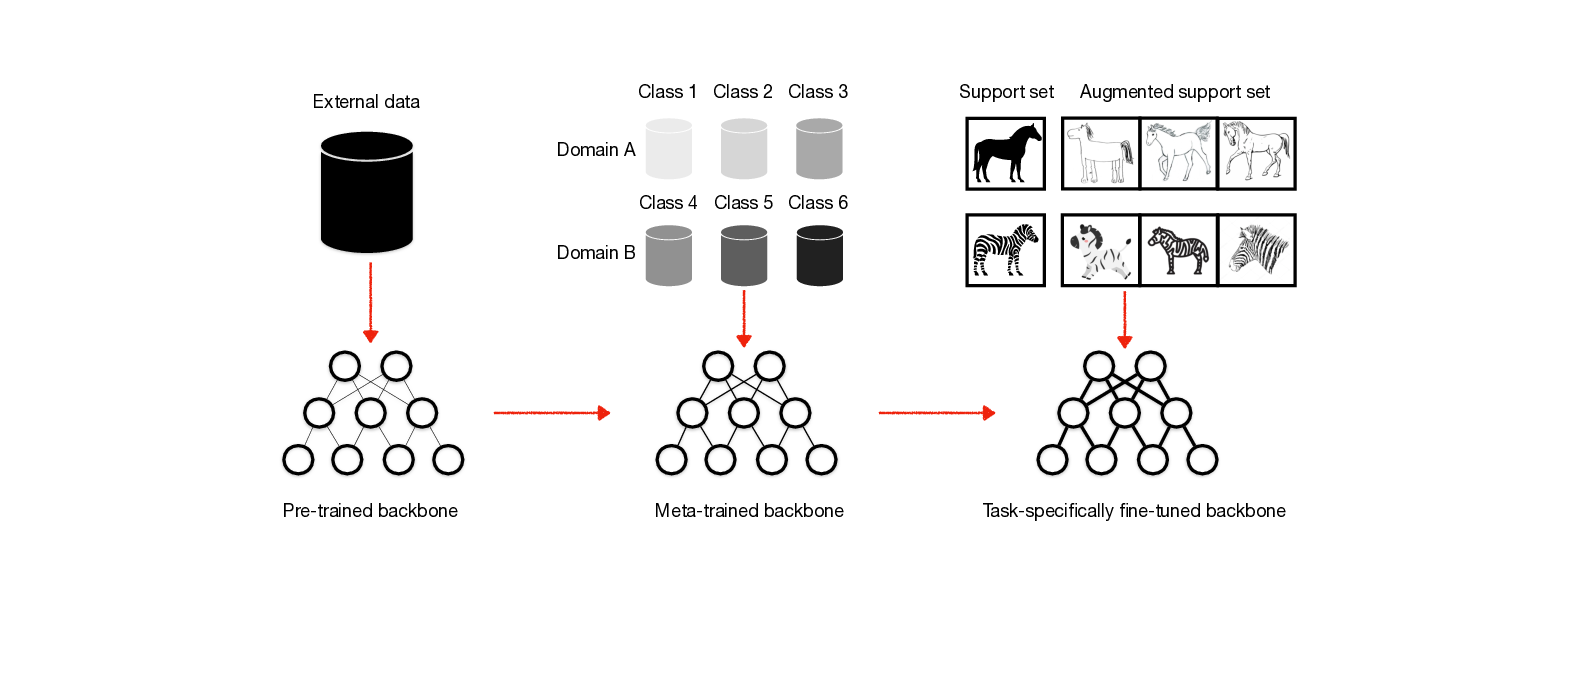 External data
Class 1 Class 2 Class 3
Domain A
Class 4 Class 5 Class 6
Domain B
Support set Augmented support set
Pre-trained backbone
Meta-trained backbone
Task-specifically fine-tuned backbone